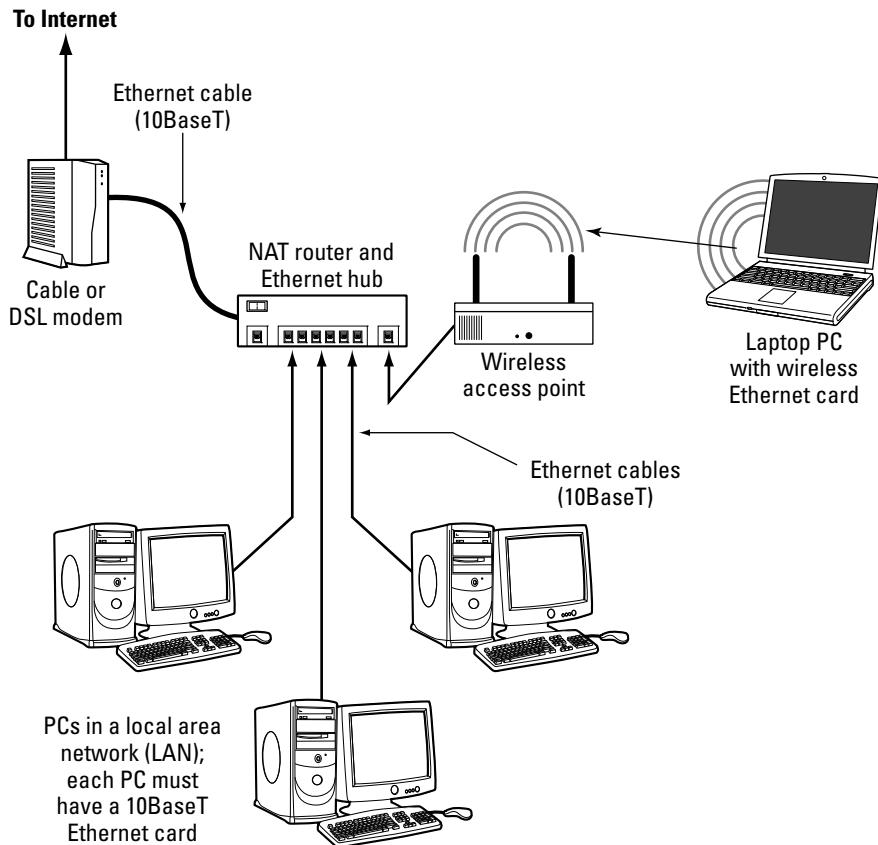 To Internet
Ethernet cable
(10BaseT)
NAT router and
Ethernet hub
Cable or
DSL modem
Wireless
access point
Laptop PC
with wireless
Ethernet card
Ethernet cables
(10BaseT)
PCs in a local area
network (LAN);
each PC must
have a 10BaseT
Ethernet card